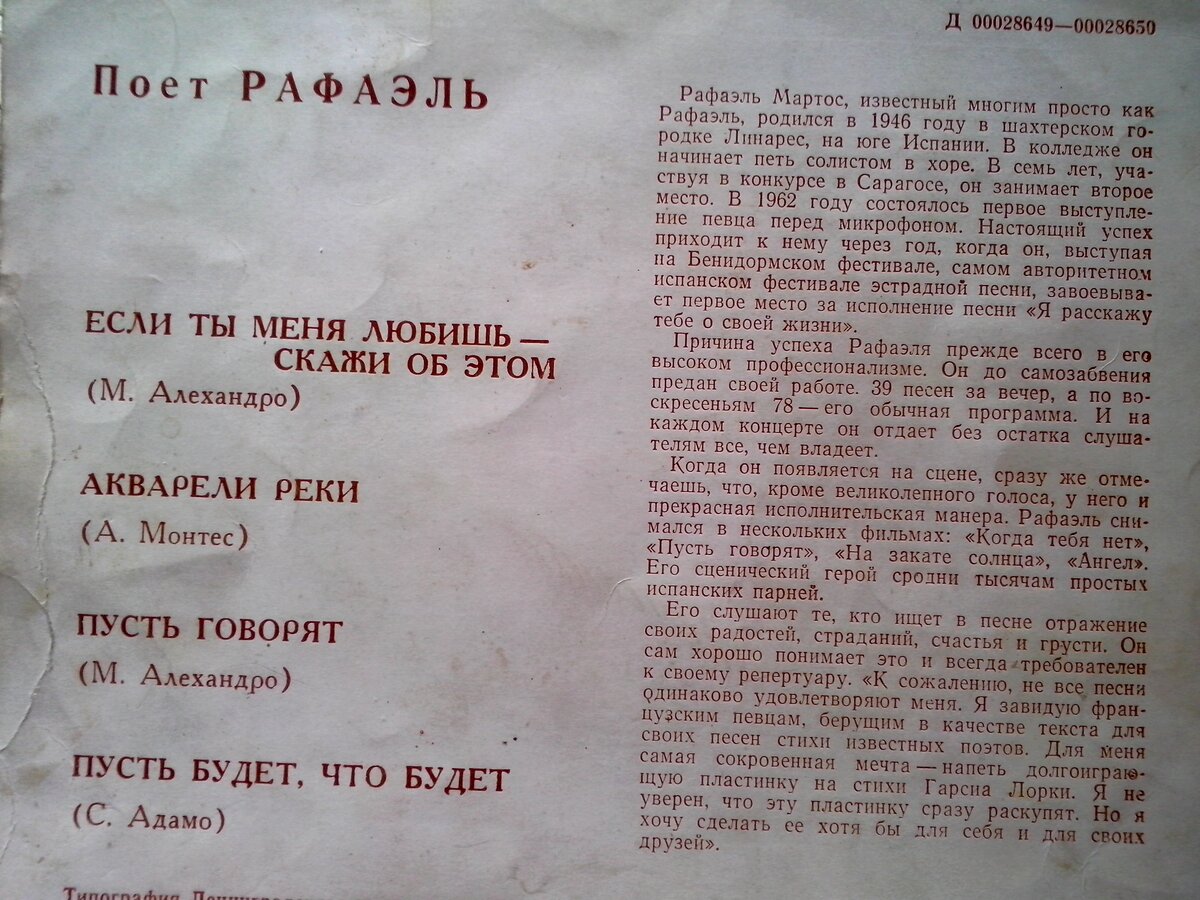 Д 00028649—00028650
Поет РАФАЭЛЬ
ЕСЛИ ТЫ МЕНЯ ЛЮБИШЬ —
СКАЖИ ОБ ЭТОМ
(М. Алехандро)
АКВАРЕЛИ РЕКИ
(А. Монтес)
ПУСТЬ ГОВОРЯТ
(М. Алехандро)
ПУСТЬ БУДЕТ, ЧТО БУДЕТ
(С. Адамо)
Рафаэль Мартос, известный многим просто как
Рафаэль, родился в 1946 году в шахтерском го-
родке Линарес, на юге Испании. В колледже он
начинает петь солистом в хоре. В семь лет, уча-
ствуя в конкурсе в Сарагосе, он занимает второе
место. В 1962 году состоялось первое выступле-
ние певца перед микрофоном. Настоящий успех
приходит к нему через год, когда он, выступая
на Бенидормском фестивале, самом авторитетном
испанском фестивале эстрадной песни, завоевыва-
ет первое место за исполнение песни «Я расскажу
тебе о своей жизни».
Причина успеха Рафаэля прежде всего в его
высоком профессионализме. Он до самозабвения
предан своей работе. 39 песен за вечер, а по во-
скресеньям 78 — его обычная программа. И на
каждом концерте он отдает без остатка слуша-
телям все, чем владеет.
Когда он появляется на сцене, сразу же отме-
чаешь, что, кроме великолепного голоса, у него и
прекрасная исполнительская манера. Рафаэль сни-
мался в нескольких фильмах: «Когда тебя нет»,
«Пусть говорят», «На закате солнца», «Ангел».
Его сценический герой сродни тысячам простых
испанских парней.
Его слушают те, кто ищет в песне отражение
своих радостей, страданий, счастья и грусти. Он
сам хорошо понимает это и всегда требователен
к своему репертуару. «К сожалению, не все песни
одинаково удовлетворяют меня. Я завидую фран-
цузским певцам, берущим в качестве текста для
своих песен стихи известных поэтов. Для меня
самая сокровенная мечта — напеть долгоиграю-
щую пластинку на стихи Гарсиа Лорки. Я не
уверен, что эту пластинку сразу раскупят. Но я
хочу сделать ее хотя бы для себя и для своих
друзей».
Типография